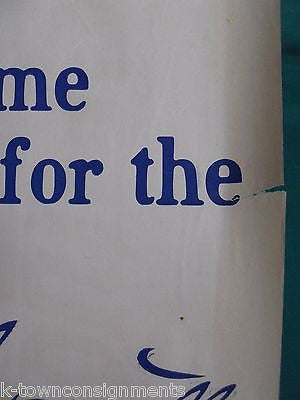 me
for the
k-townconsignments